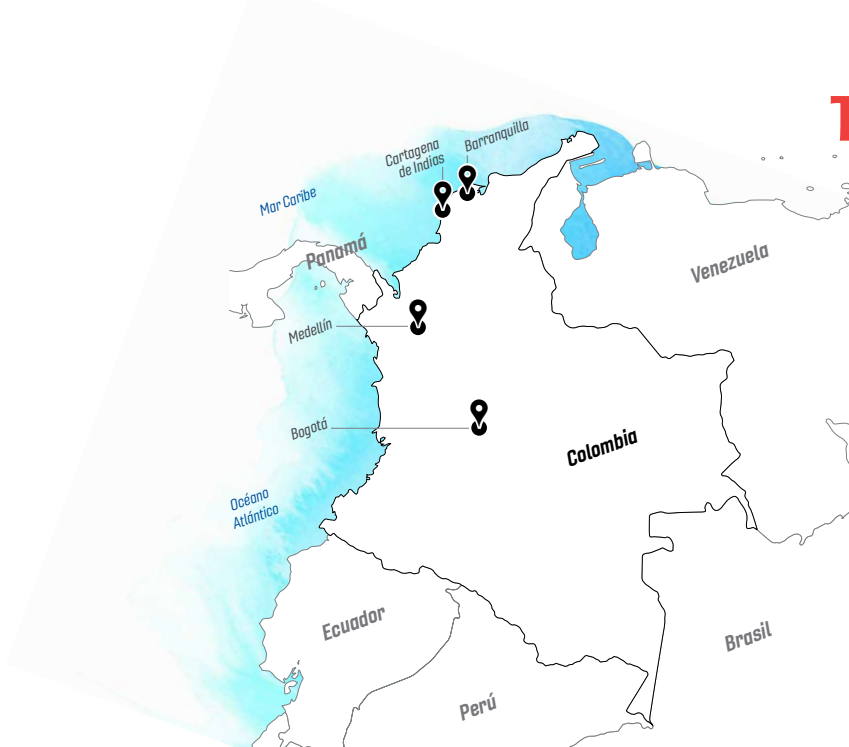 Barranquilla
Cartagena
de Indias
Mar Caribe
Panamá
Venezuela
Medellín
Bogotá
Colombia
Océano
Atlántico
Ecuador
Brasil
Perú